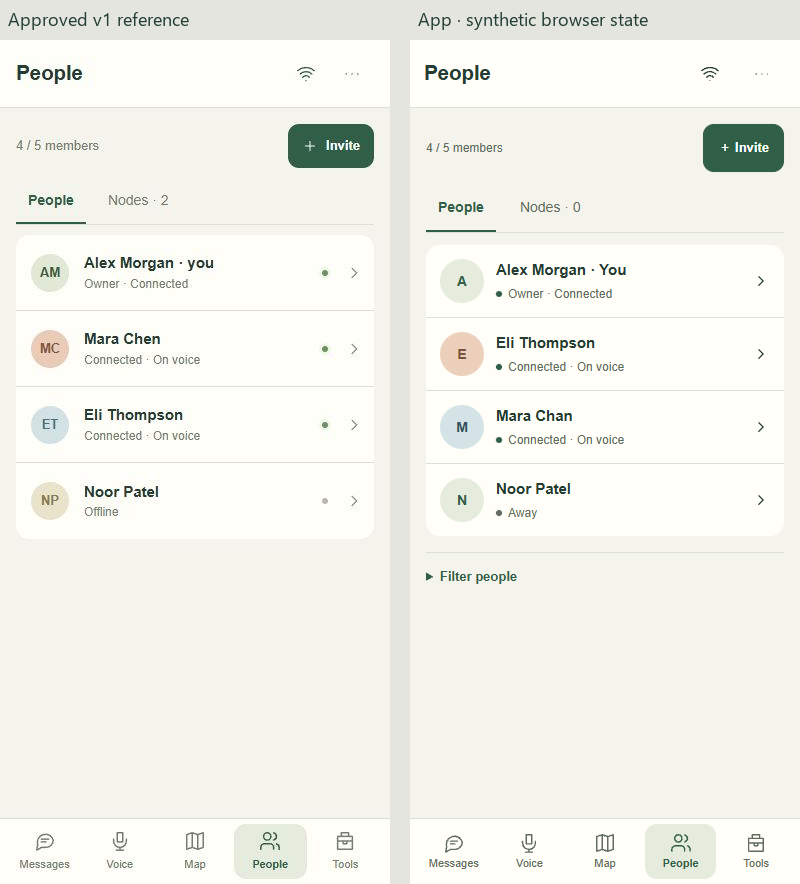 Approved v1 reference
People
...
4 / 5 members
+ Invite
People
Nodes · 2
AM
Alex Morgan · you
Owner · Connected
MC
Mara Chen
Connected · On voice
ET
Eli Thompson
Connected · On voice
NP
Noor Patel
Offline
Messages
Voice
Map
People
Tools
App · synthetic browser state
People
...
4 / 5 members
+ Invite
People
Nodes · 0
A
Alex Morgan · You
Owner · Connected
E
Eli Thompson
Connected · On voice
M
Mara Chan
Connected · On voice
N
Noor Patel
Away
Filter people
Messages
Voice
Map
People
Tools